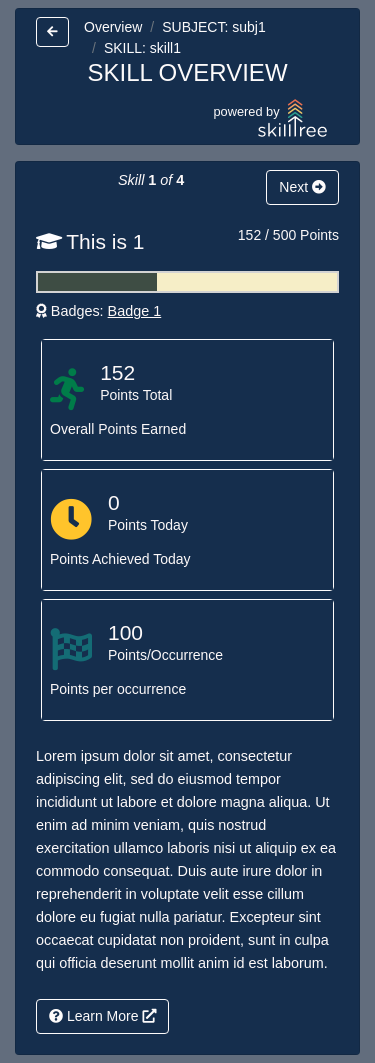 Overview / SUBJECT: subj1
/ SKILL: skill1
SKILL OVERVIEW
powered by
skilltree
Skill 1 of 4
Next
This is 1
152 / 500 Points
Badges: Badge 1
152
Points Total
Overall Points Earned
0
Points Today
Points Achieved Today
100
Points/Occurrence
Points per occurrence
Lorem ipsum dolor sit amet, consectetur
adipiscing elit, sed do eiusmod tempor
incididunt ut labore et dolore magna aliqua. Ut
enim ad minim veniam, quis nostrud
exercitation ullamco laboris nisi ut aliquip ex ea
commodo consequat. Duis aute irure dolor in
reprehenderit in voluptate velit esse cillum
dolore eu fugiat nulla pariatur. Excepteur sint
occaecat cupidatat non proident, sunt in culpa
qui officia deserunt mollit anim id est laborum.
Learn More